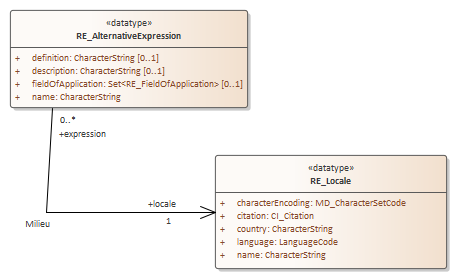 «datatype»
RE_AlternativeExpression
+ definition: CharacterString [0..1]
+ description: CharacterString [0..1]
+ fieldOfApplication: Set<RE_FieldOfApplication> [0..1]
+ name: CharacterString
0..*
+expression
«datatype»
RE_Locale
+locale
+ characterEncoding: MD_CharacterSetCode
+ citation: CI_Citation
1
Milieu
+ country: CharacterString
+ language: LanguageCode
+ name: CharacterString